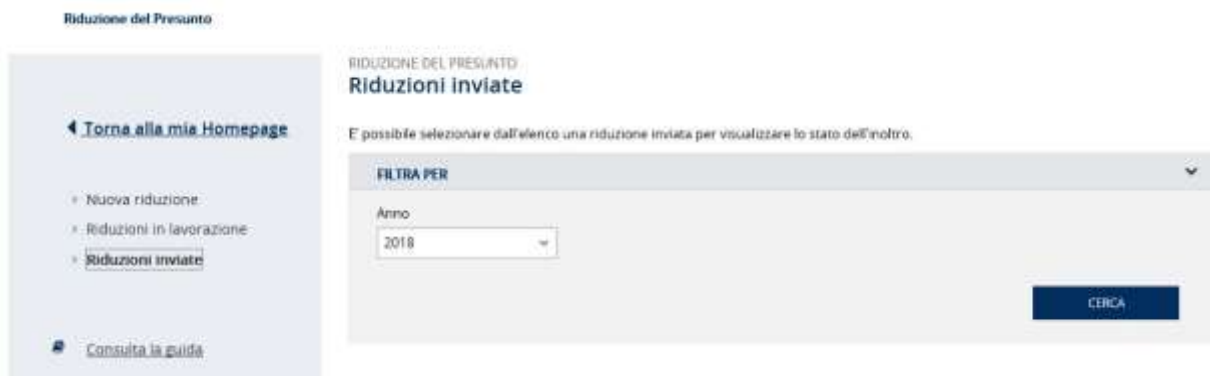 Riduzione del Presunto
RIDUZIONE DEL PRESUNTO
Riduzioni inviate
Torna alla mia Homepage
E' possibile selezionare dall'elenco una riduzione inviata per visualizzare lo stato dell'inoltro.
FILTRA PER
Nuova riduzione
Riduzioni in lavorazione
Riduzioni inviate
Anno
2018
CERCA
Consulta la guida